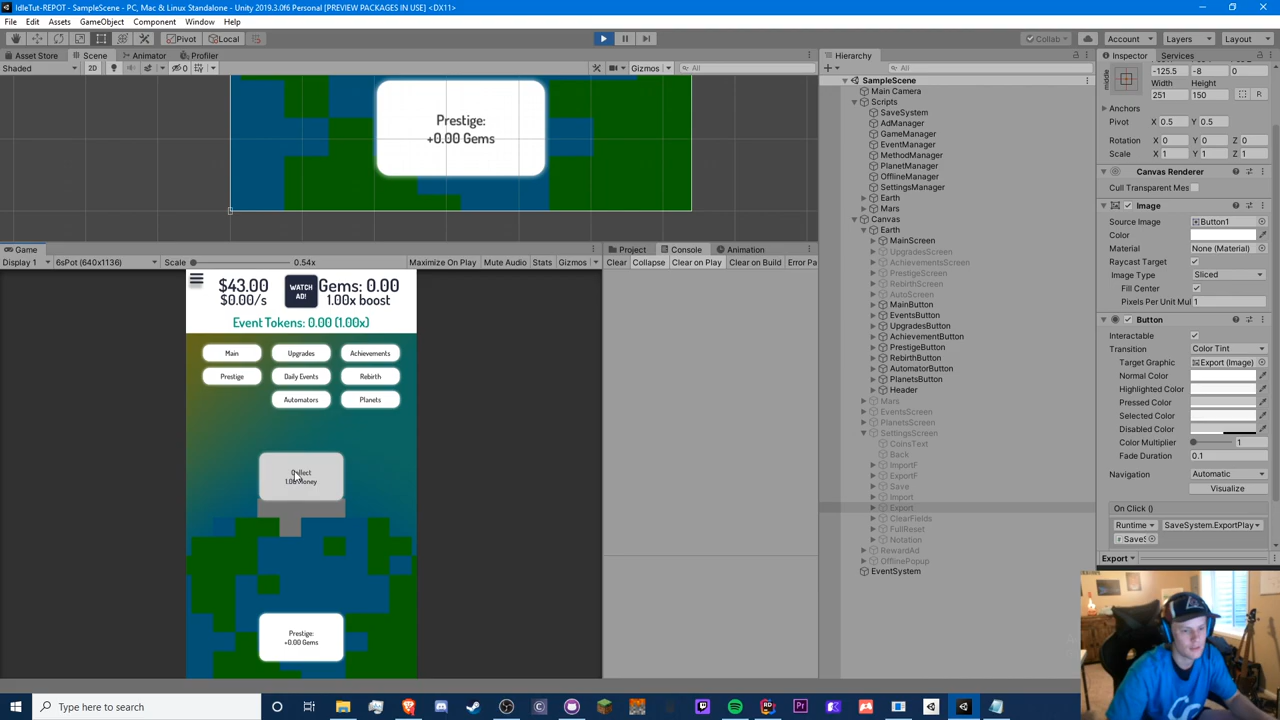 IdleTut-REPOT - SampleScene - PC, Mac & Linux Standalone - Unity 2019.3.0f6 Personal [PREVIEW PACKAGES IN USE] <DX11>
File Edit Assets GameObject Component Window Help
Pivot Local Collab Account Layers Layout
Asset Store Scene Animator Profiler
Shaded 2D 0 Gizmos All
Prestige:
+0.00 Gems
Game
Display 1 6sPot (640x1136) Scale 0.54x Maximize On Play Mute Audio Stats Gizmos
$43.00
$0.00/s
WATCH
AD!
Gems: 0.00
1.00x boost
Event Tokens: 0.00 (1.00x)
Main Upgrades Achievements
Prestige Daily Events Rebirth
Automators Planets
Collect
Money
Prestige:
+0.00 Gems
Project Console Animation
Clear Collapse Clear on Play Clear on Build Error Pa
Hierarchy
All
SampleScene
Main Camera
Scripts
SaveSystem
AdManager
GameManager
EventManager
MethodManager
PlanetManager
OfflineManager
SettingsManager
Earth
Mars
Canvas
Earth
MainScreen
UpgradesScreen
AchievementsScreen
PrestigeScreen
RebirthScreen
AutoScreen
MainButton
EventsButton
UpgradesButton
AchievementButton
PrestigeButton
RebirthButton
AutomatorButton
PlanetsButton
Header
Mars
EventsScreen
PlanetsScreen
SettingsScreen
CoinsText
Back
ImportF
ExportF
Save
Import
Export
ClearFields
FullReset
Notation
RewardAd
OfflinePopup
EventSystem
Inspector Services
middle
-125.5 -8 0
Width Height
251 150 R
Anchors
Pivot X 0.5 Y 0.5
Rotation X 0 Y 0 Z 0
Scale X 1 Y 1 Z 1
Canvas Renderer
Cull Transparent Mes
Image
Source Image Button1
Color
Material None (Material)
Raycast Target
Image Type Sliced
Fill Center
Pixels Per Unit Mul 1
Button
Interactable
Transition Color Tint
Target Graphic Export (Image)
Normal Color
Highlighted Color
Pressed Color
Selected Color
Disabled Color
Color Multiplier 1
Fade Duration 0.1
Navigation Automatic
Visualize
On Click ()
Runtime SaveSystem.ExportPlay
SaveS
Export
Type here to search